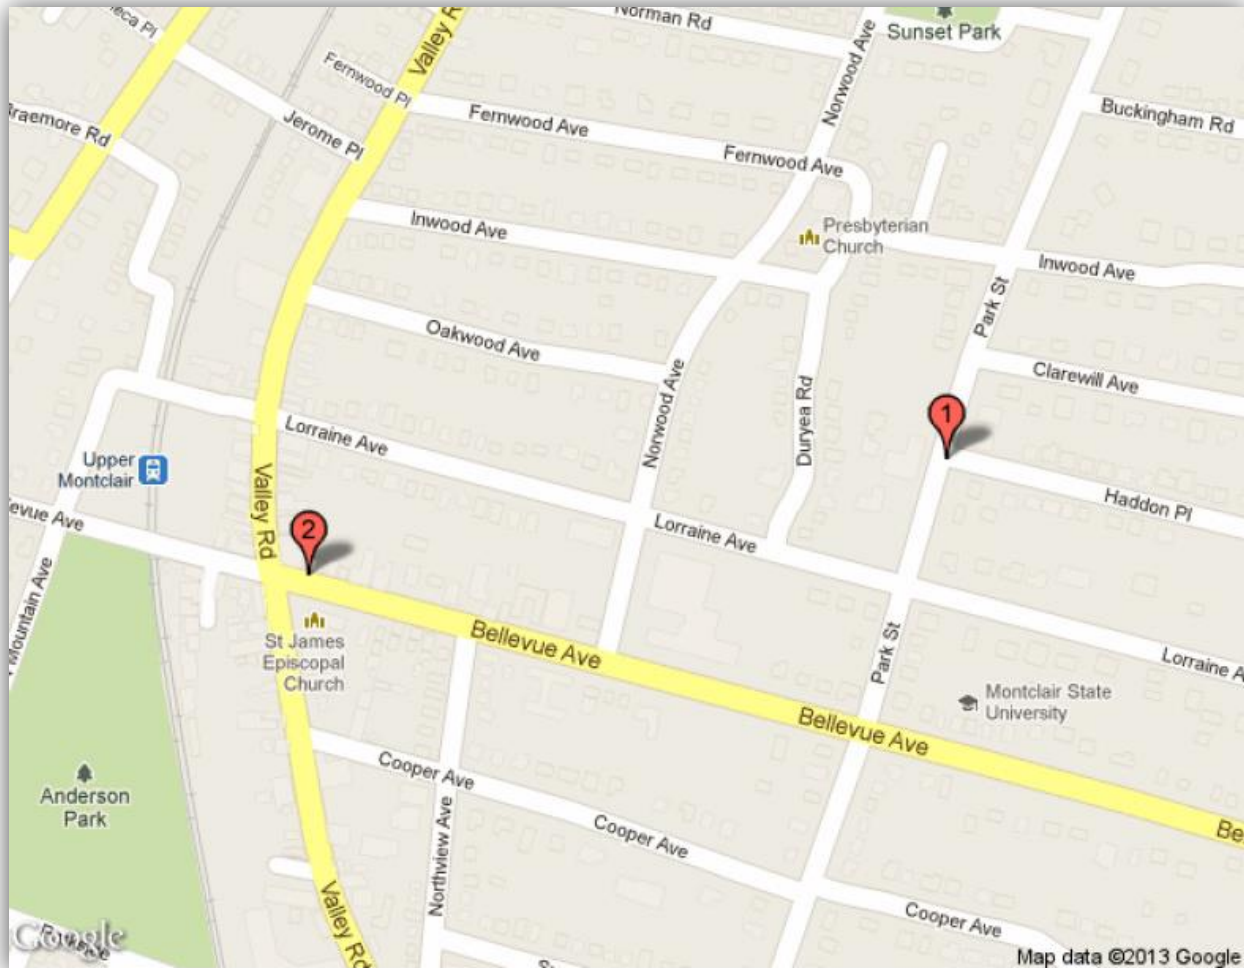 Norman Rd
Sunset Park
eca Pl
Valley R
Fernwood Pl
Norwood Ave
Buckingham Rd
Braemore Rd
Jerome Pl
Fernwood Ave
Fernwood Ave
Inwood Ave
Presbyterian
Church
Inwood Ave
Park St
Oakwood Ave
Clarewill Ave
Norwood Ave
Duryea Rd
1
Lorraine Ave
Upper
Montclair
Valley Rd
Haddon Pl
evue Ave
2
Lorraine Ave
Mountain Ave
St James
Episcopal
Church
Bellevue Ave
Park St
Lorraine A
Montclair State
University
Bellevue Ave
Cooper Ave
Anderson
Park
Northview Ave
Cooper Ave
Be
Valley Rd
Cooper Ave
Google
Map data ©2013 Google